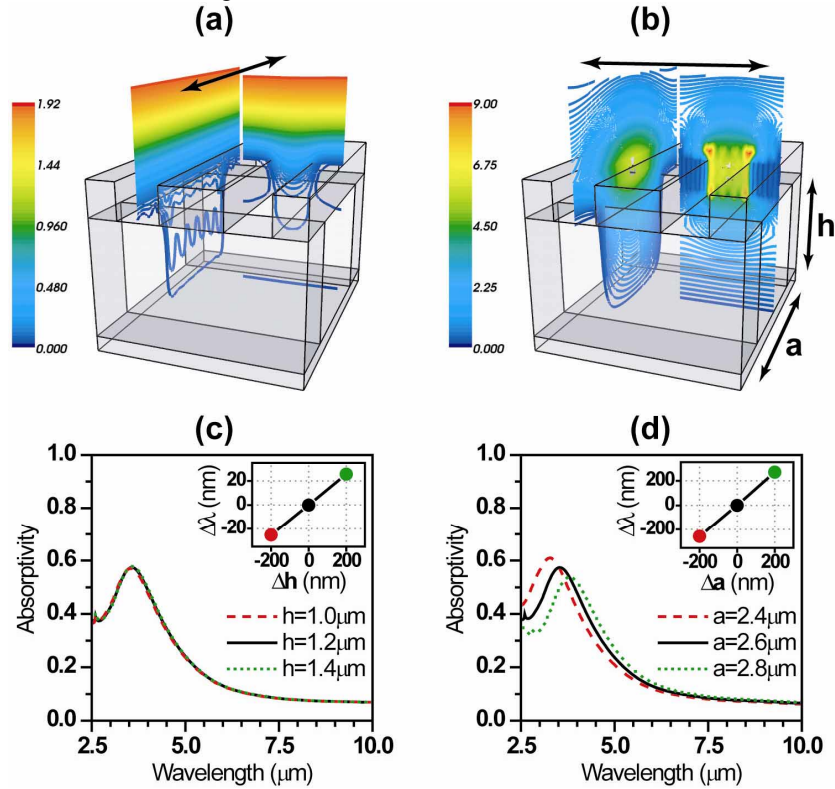 (a)
(b)
1.92
1.44
0.960
0.480
0.000
9.00
6.75
4.50
2.25
0.000
h
a
(c)
(d)
1.0
0.8
0.6
0.4
0.2
0.0
Absorptivity
2.5 5.0 7.5 10.0
Wavelength (μm)
20
0
-20
Δλ (nm)
-200 0 200
Δh (nm)
h=1.0μm
h=1.2μm
h=1.4μm
1.0
0.8
0.6
0.4
0.2
0.0
Absorptivity
2.5 5.0 7.5 10.0
Wavelength (μm)
200
0
-200
Δλ (nm)
-200 0 200
Δa (nm)
a=2.4μm
a=2.6μm
a=2.8μm